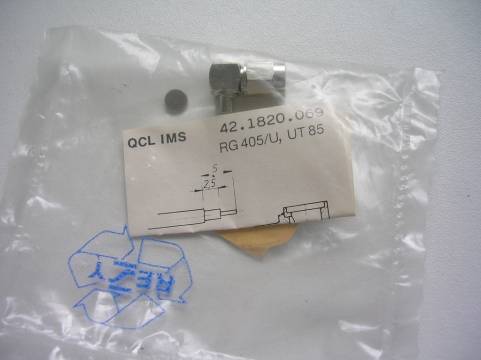 QCL IMS 42.1820.069
RG 405/U, UT 85
5
2,5
REZY